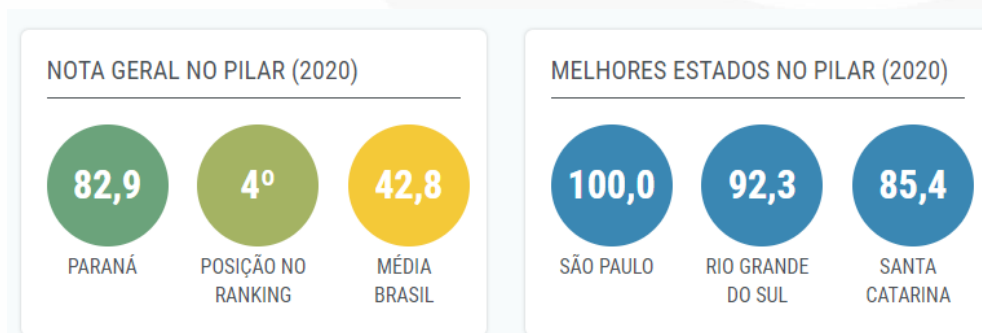 NOTA GERAL NO PILAR (2020)
82,9
4º
42,8
PARANÁ
POSIÇÃO NO
RANKING
MÉDIA
BRASIL
MELHORES ESTADOS NO PILAR (2020)
100,0
92,3
85,4
SÃO PAULO
RIO GRANDE
DO SUL
SANTA
CATARINA